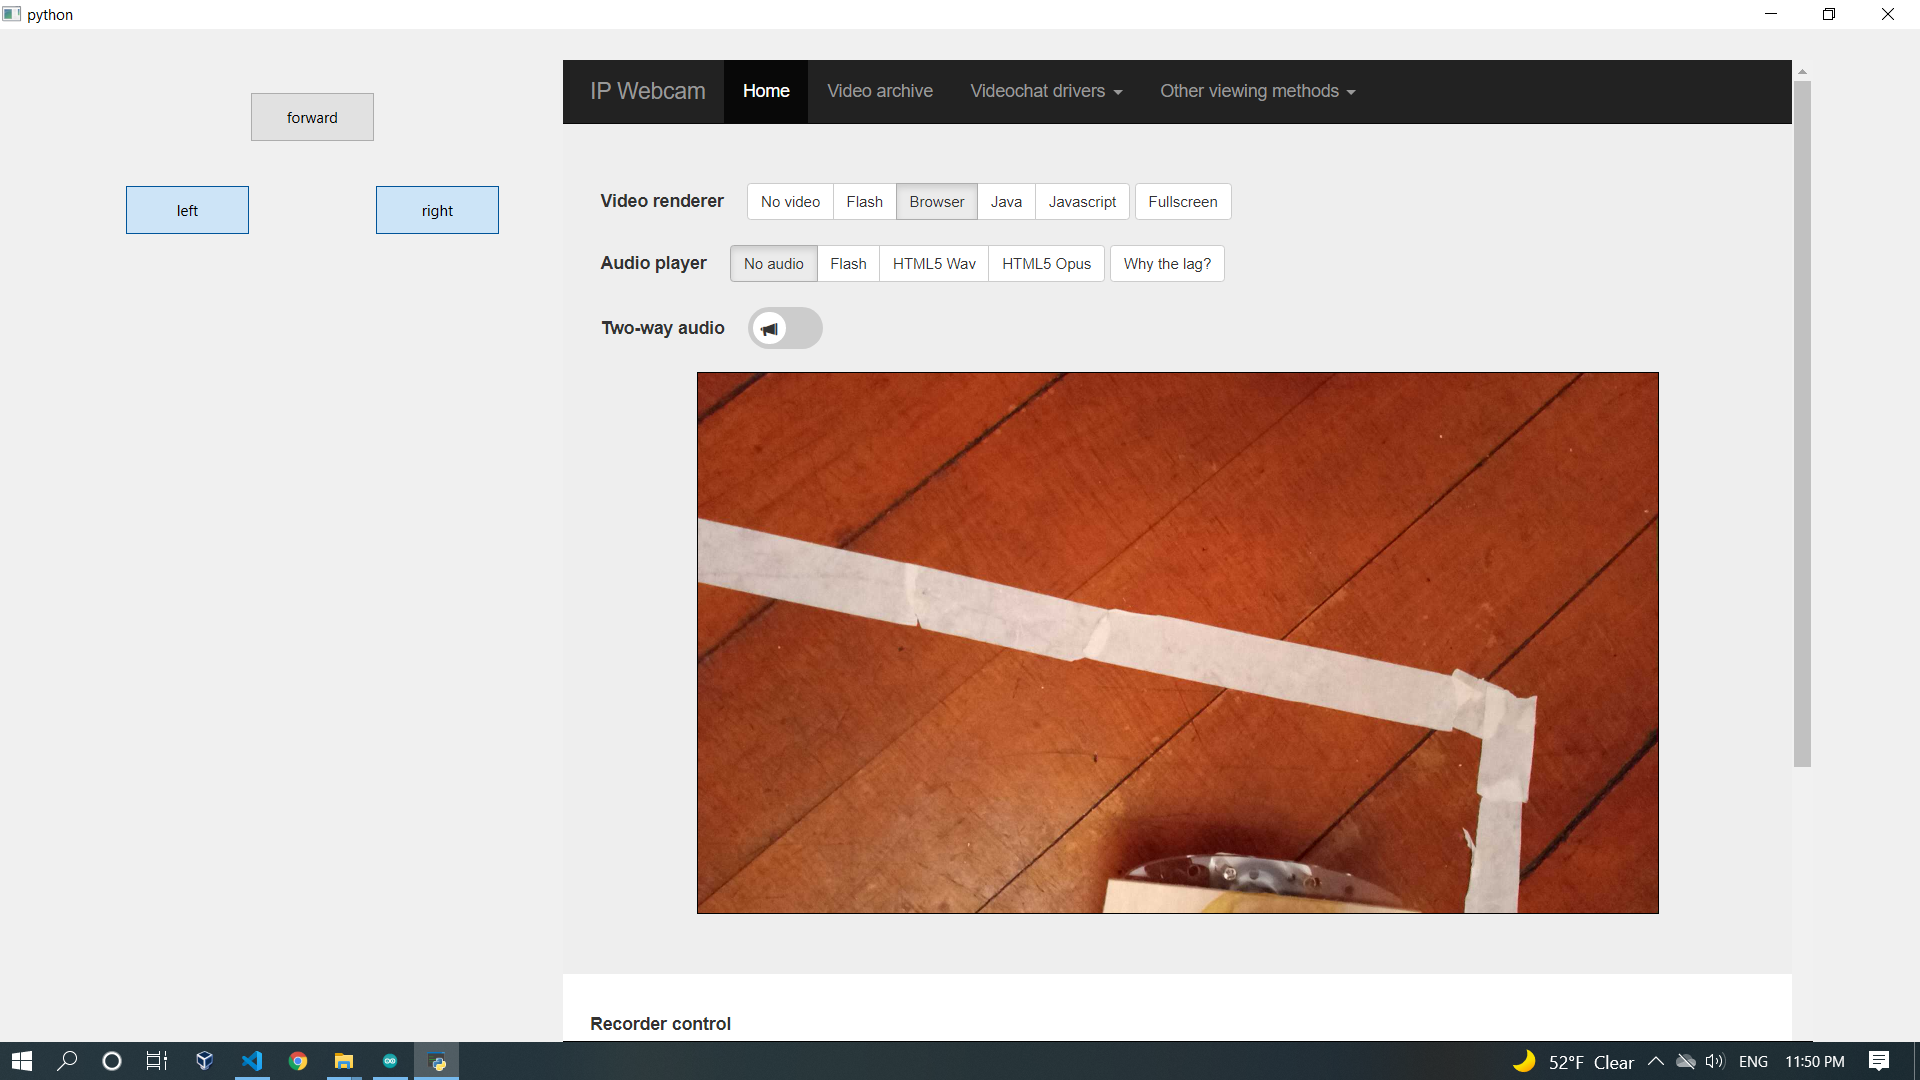 python
forward
left
right
IP Webcam Home Video archive Videochat drivers Other viewing methods
Video renderer No video Flash Browser Java Javascript Fullscreen
Audio player No audio Flash HTML5 Wav HTML5 Opus Why the lag?
Two-way audio
Recorder control
52°F Clear ENG 11:50 PM